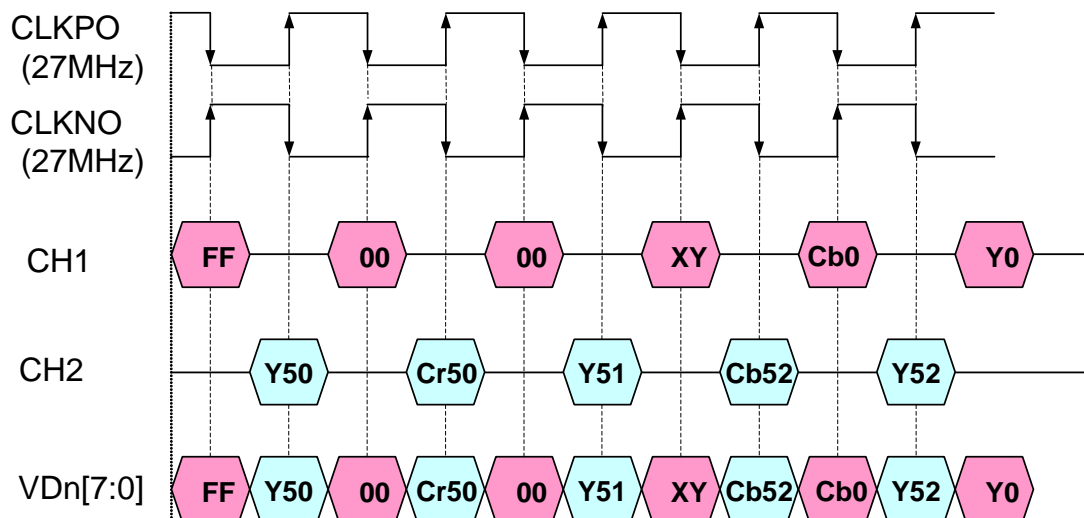 CLKPO
(27MHz)
CLKNO
(27MHz)
CH1
FF
00
00
XY
Cb0
Y0
CH2
Y50
Cr50
Y51
Cb52
Y52
VDn[7:0]
FF
Y50
00
Cr50
00
Y51
XY
Cb52
Cb0
Y52
Y0